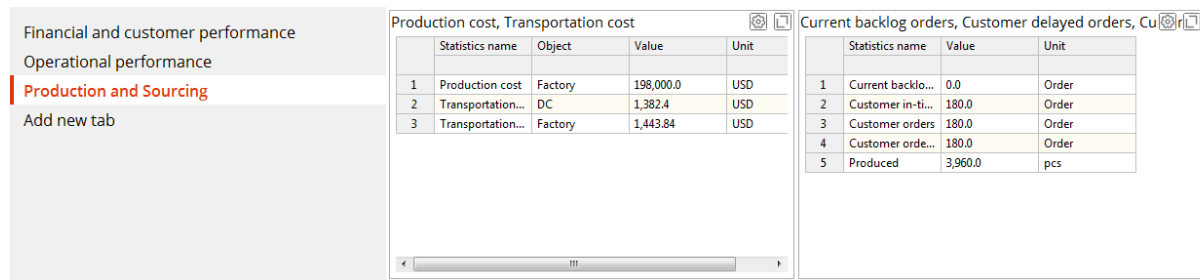 Financial and customer performance
Operational performance
Production and Sourcing
Add new tab
Production cost, Transportation cost
Statistics name Object Value Unit
1 Production cost Factory 198,000.0 USD
2 Transportation... DC 1,382.4 USD
3 Transportation... Factory 1,443.84 USD
Current backlog orders, Customer delayed orders, Cu
Statistics name Value Unit
1 Current backlo... 0.0 Order
2 Customer in-ti... 180.0 Order
3 Customer orders 180.0 Order
4 Customer orde... 180.0 Order
5 Produced 3,960.0 pcs